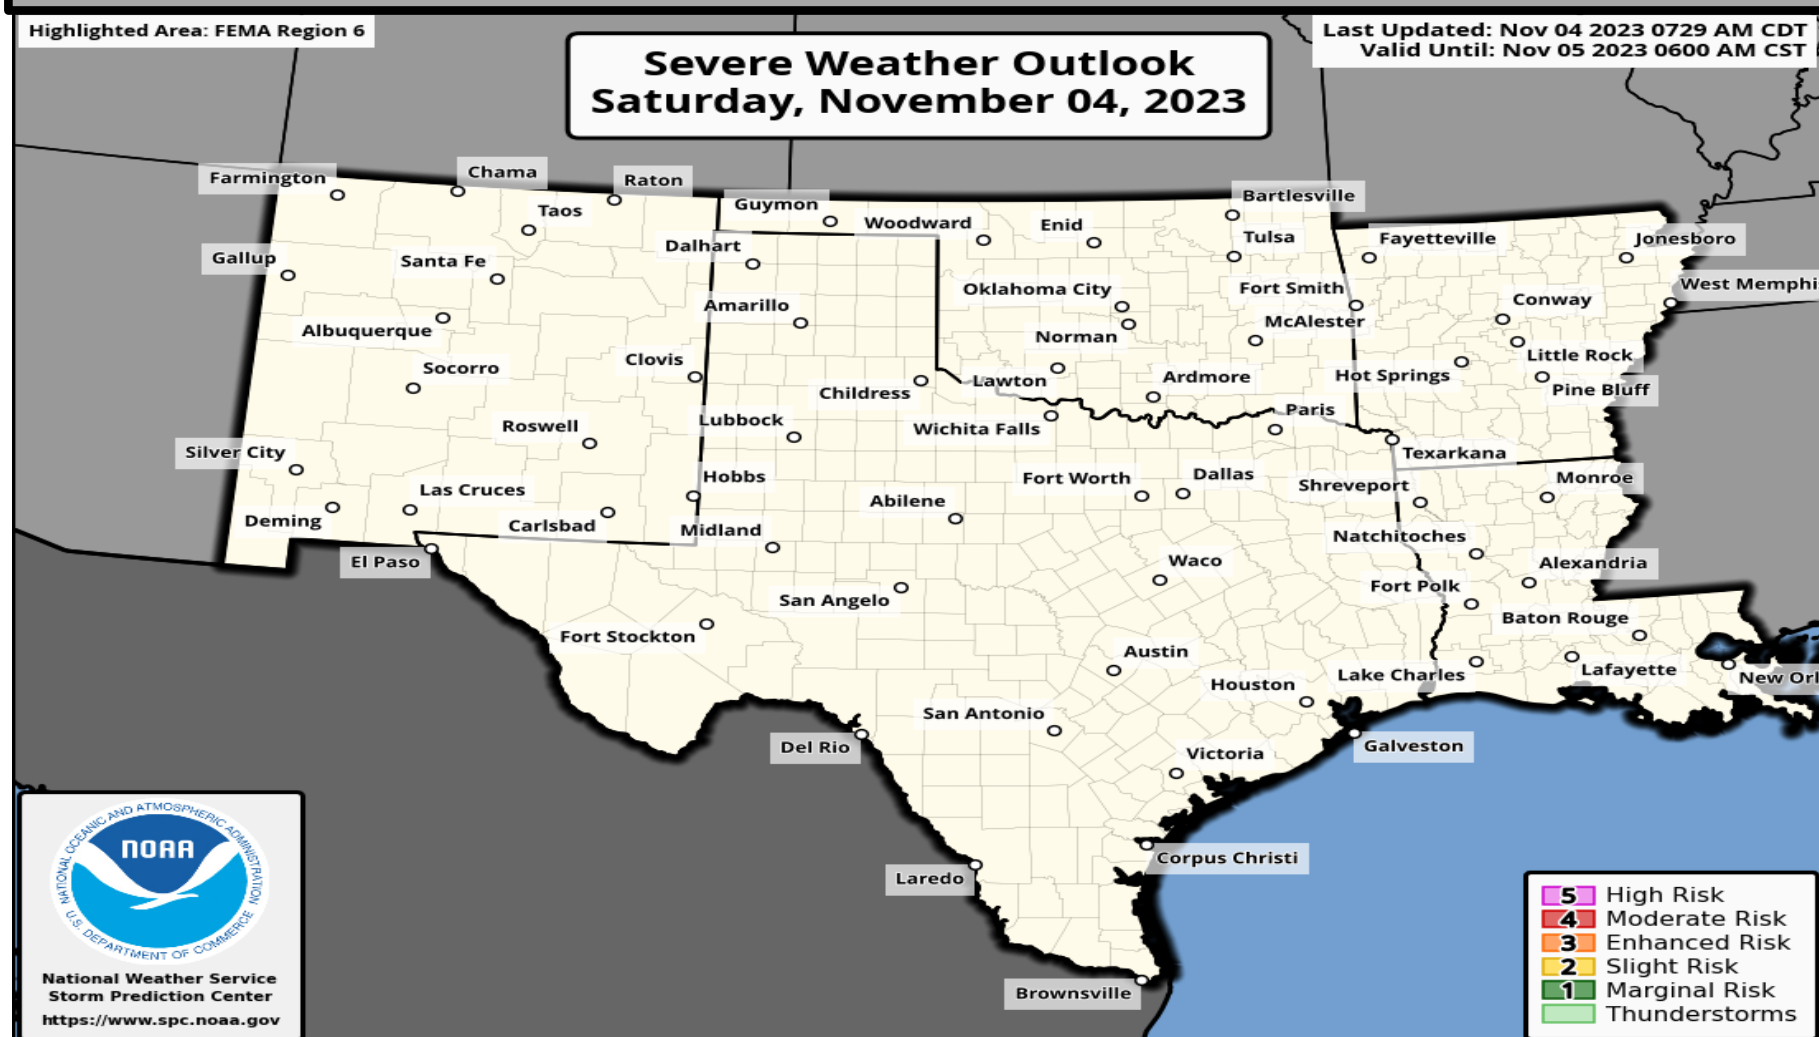 Highlighted Area: FEMA Region 6
Last Updated: Nov 04 2023 0729 AM CDT
Valid Until: Nov 05 2023 0600 AM CST
Severe Weather Outlook
Saturday, November 04, 2023
Farmington
Chama
Raton
Guymon
Bartlesville
Taos
Woodward
Enid
Tulsa
Fayetteville
Jonesboro
Dalhart
Gallup
Santa Fe
West Memphi
Oklahoma City
Fort Smith
Conway
Amarillo
Albuquerque
McAlester
Norman
Little Rock
Socorro
Clovis
Lawton
Ardmore
Hot Springs
Pine Bluff
Childress
Paris
Lubbock
Roswell
Wichita Falls
Silver City
Texarkana
Hobbs
Fort Worth
Dallas
Shreveport
Monroe
Las Cruces
Abilene
Deming
Carlsbad
Midland
Natchitoches
El Paso
Waco
Alexandria
Fort Polk
San Angelo
Baton Rouge
Fort Stockton
Austin
Lake Charles
Lafayette
New Orl
Houston
San Antonio
Del Rio
Victoria
Galveston
Corpus Christi
Laredo
Brownsville
NATIONAL OCEANIC AND ATMOSPHERIC ADMINISTRATION
NOAA
U.S. DEPARTMENT OF COMMERCE
National Weather Service
Storm Prediction Center
https://www.spc.noaa.gov
5 High Risk
4 Moderate Risk
3 Enhanced Risk
2 Slight Risk
1 Marginal Risk
Thunderstorms